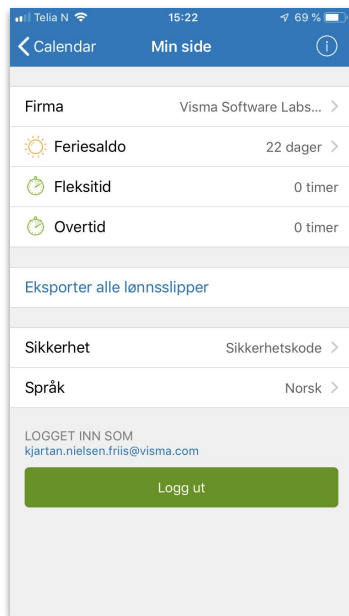 Telia N 15:22 69 %
Calendar Min side i
Firma Visma Software Labs... 
Feriesaldo 22 dager
Fleksitid 0 timer
Overtid 0 timer
Eksporter alle lønnsslipper
Sikkerhet Sikkerhetskode
Språk Norsk
LOGGET INN SOM
kjartan.nielsen.friis@visma.com
Logg ut